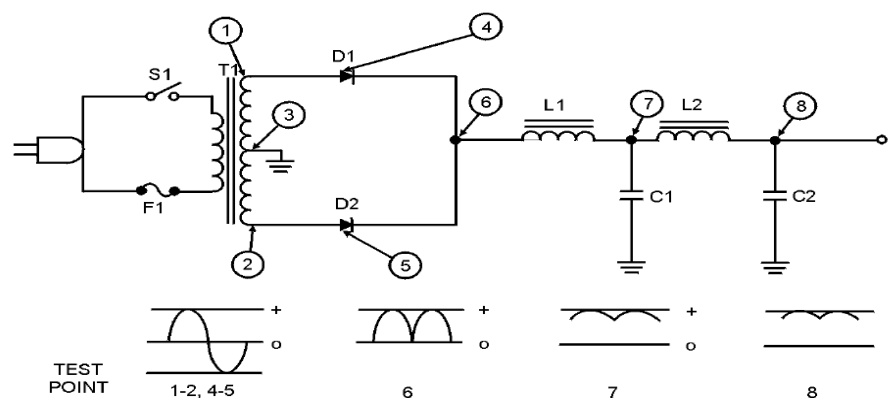 1
4
T1
D1
S1
3
6
L1
7
L2
8
F1
D2
C1
C2
2
5
+
o
+
o
+
o
TEST
POINT
1-2, 4-5
6
7
8